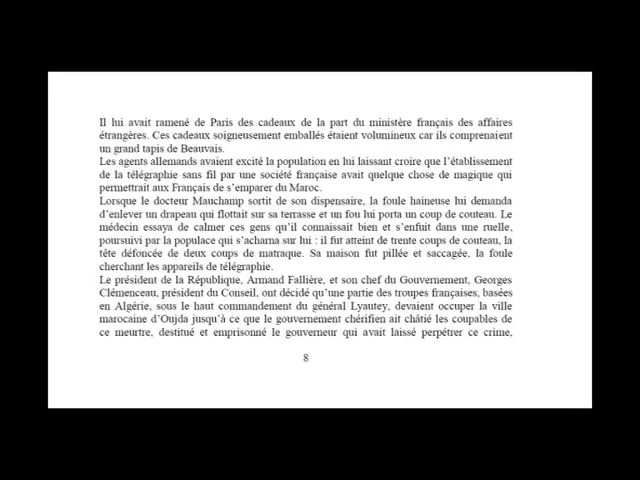 Il lui avait ramené de Paris des cadeaux de la part du ministère français des affaires
étrangères. Ces cadeaux soigneusement emballés étaient volumineux car ils comprenaient
un grand tapis de Beauvais.
Les agents allemands avaient excité la population en lui laissant croire que l’établissement
de la télégraphie sans fil par une société française avait quelque chose de magique qui
permettrait aux Français de s’emparer du Maroc.
Lorsque le docteur Mauchamp sortit de son dispensaire, la foule haineuse lui demanda
d’enlever un drapeau qui flottait sur sa terrasse et un fou lui porta un coup de couteau. Le
médecin essaya de calmer ces gens qu’il connaissait bien et s’enfuit dans une ruelle,
poursuivi par la populace qui s’acharna sur lui : il fut atteint de trente coups de couteau, la
tête défoncée de deux coups de matraque. Sa maison fut pillée et saccagée, la foule
cherchant les appareils de télégraphie.
Le président de la République, Armand Fallière, et son chef du Gouvernement, Georges
Clémenceau, président du Conseil, ont décidé qu’une partie des troupes françaises, basées
en Algérie, sous le haut commandement du général Lyautey, devaient occuper la ville
marocaine d’Oujda jusqu’à ce que le gouvernement chérifien ait châtié les coupables de
ce meurtre, destitué et emprisonné le gouverneur qui avait laissé perpétrer ce crime,
8